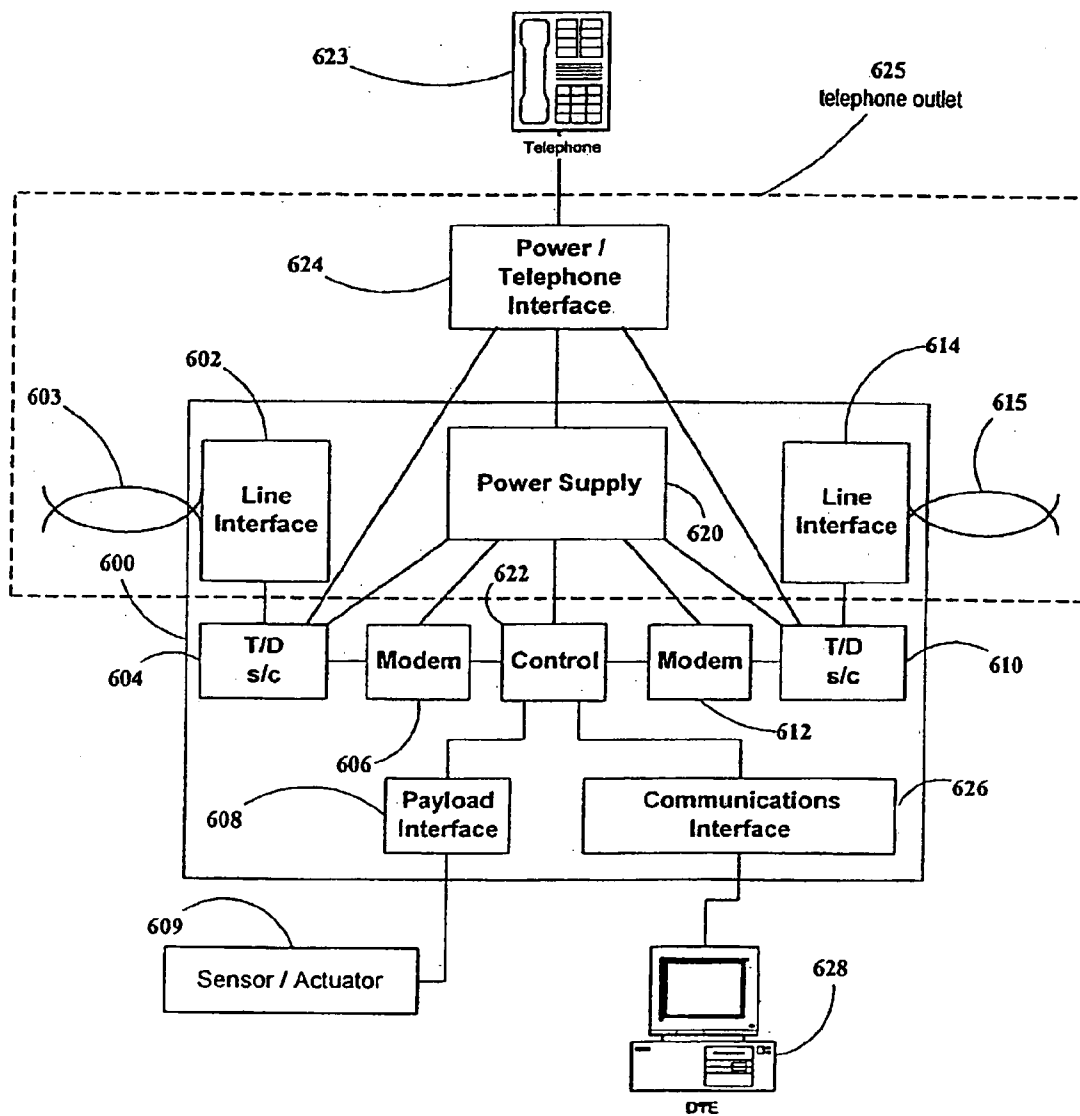 623
625
telephone outlet
Telephone
Power /
Telephone
Interface
624
602
614
603
615
Line
Interface
Power Supply
Line
Interface
620
600
622
T/D
s/c
Modem
Control
Modem
T/D
s/c
604
610
612
606
Payload
Interface
Communications
Interface
608
626
609
Sensor / Actuator
628
DTE